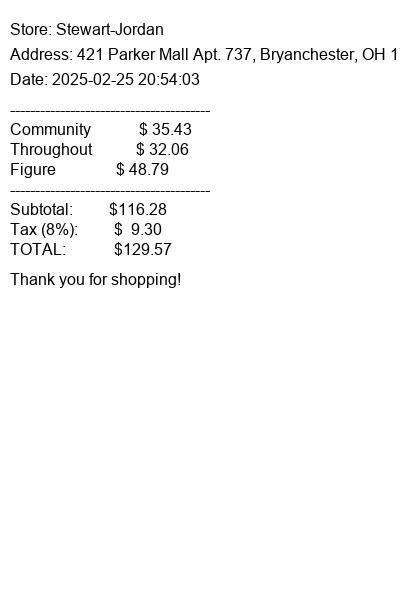 Store: Stewart-Jordan
Address: 421 Parker Mall Apt. 737, Bryanchester, OH 1
Date: 2025-02-25 20:54:03
----------------------------------------
Community $ 35.43
Throughout $ 32.06
Figure $ 48.79
----------------------------------------
Subtotal: $116.28
Tax (8%): $ 9.30
TOTAL: $129.57
Thank you for shopping!